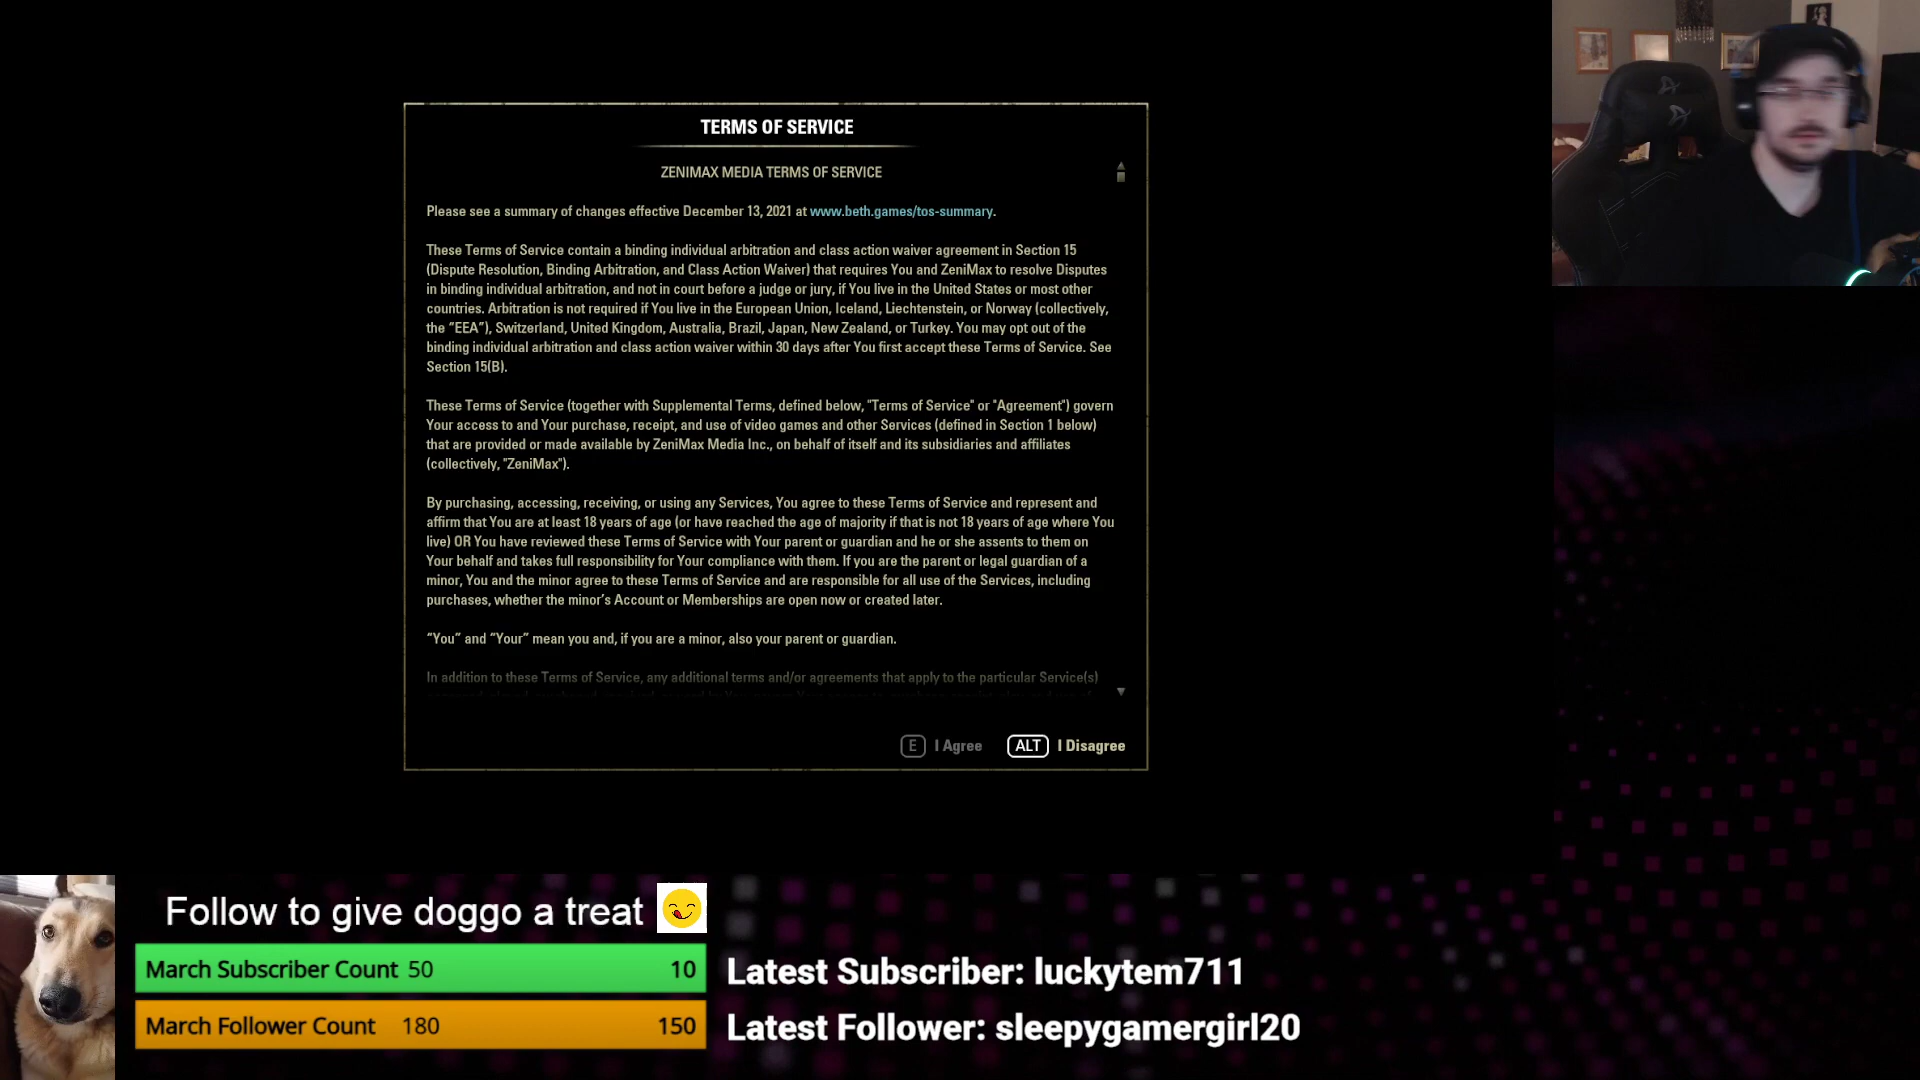 TERMS OF SERVICE
ZENIMAX MEDIA TERMS OF SERVICE
Please see a summary of changes effective December 13, 2021 at www.beth.games/tos-summary.
These Terms of Service contain a binding individual arbitration and class action waiver agreement in Section 15
(Dispute Resolution, Binding Arbitration, and Class Action Waiver) that requires You and ZeniMax to resolve Disputes
in binding individual arbitration, and not in court before a judge or jury, if You live in the United States or most other
countries. Arbitration is not required if You live in the European Union, Iceland, Liechtenstein, or Norway (collectively,
the “EEA”), Switzerland, United Kingdom, Australia, Brazil, Japan, New Zealand, or Turkey. You may opt out of the
binding individual arbitration and class action waiver within 30 days after You first accept these Terms of Service. See
Section 15(B).
These Terms of Service (together with Supplemental Terms, defined below, "Terms of Service" or "Agreement") govern
Your access to and Your purchase, receipt, and use of video games and other Services (defined in Section 1 below)
that are provided or made available by ZeniMax Media Inc., on behalf of itself and its subsidiaries and affiliates
(collectively, "ZeniMax").
By purchasing, accessing, receiving, or using any Services, You agree to these Terms of Service and represent and
affirm that You are at least 18 years of age (or have reached the age of majority if that is not 18 years of age where You
live) OR You have reviewed these Terms of Service with Your parent or guardian and he or she assents to them on
Your behalf and takes full responsibility for Your compliance with them. If you are the parent or legal guardian of a
minor, You and the minor agree to these Terms of Service and are responsible for all use of the Services, including
purchases, whether the minor’s Account or Memberships are open now or created later.
“You” and “Your” mean you and, if you are a minor, also your parent or guardian.
In addition to these Terms of Service, any additional terms and/or agreements that apply to the particular Service(s)
E I Agree ALT I Disagree
Follow to give doggo a treat
March Subscriber Count 50 10
Latest Subscriber: luckytem711
March Follower Count 180 150
Latest Follower: sleepygamergirl20